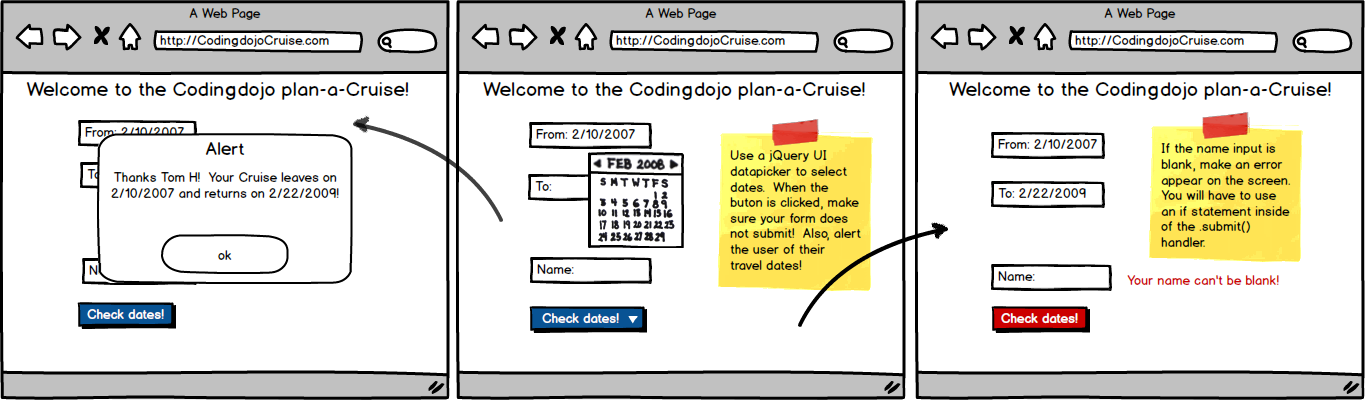 A Web Page
http://CodingdojoCruise.com
Welcome to the Codingdojo plan-a-Cruise!
From: 2/10/2007
To
Alert
Thanks Tom H! Your Cruise leaves on
2/10/2007 and returns on 2/22/2009!
ok
N
Check dates!
A Web Page
http://CodingdojoCruise.com
Welcome to the Codingdojo plan-a-Cruise!
From: 2/10/2007
To:
FEB 2008
S M T W T F S
1 2
3 4 5 6 7 8 9
10 11 12 13 14 15 16
17 18 19 20 21 22 23
24 25 26 27 28 29
Name:
Check dates!
Use a jQuery UI
datapicker to select
dates. When the
buton is clicked, make
sure your form does
not submit! Also, alert
the user of their
travel dates!
A Web Page
http://CodingdojoCruise.com
Welcome to the Codingdojo plan-a-Cruise!
From: 2/10/2007
To: 2/22/2009
Name:
Your name can't be blank!
Check dates!
If the name input is
blank, make an error
appear on the screen.
You will have to use
an if statement inside
of the .submit()
handler.